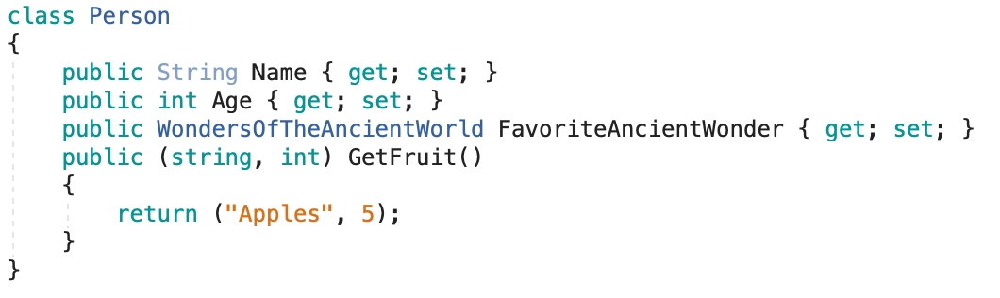 class Person
{
    public String Name { get; set; }
    public int Age { get; set; }
    public WondersOfTheAncientWorld FavoriteAncientWonder { get; set; }
    public (string, int) GetFruit()
    {
        return ("Apples", 5);
    }
}